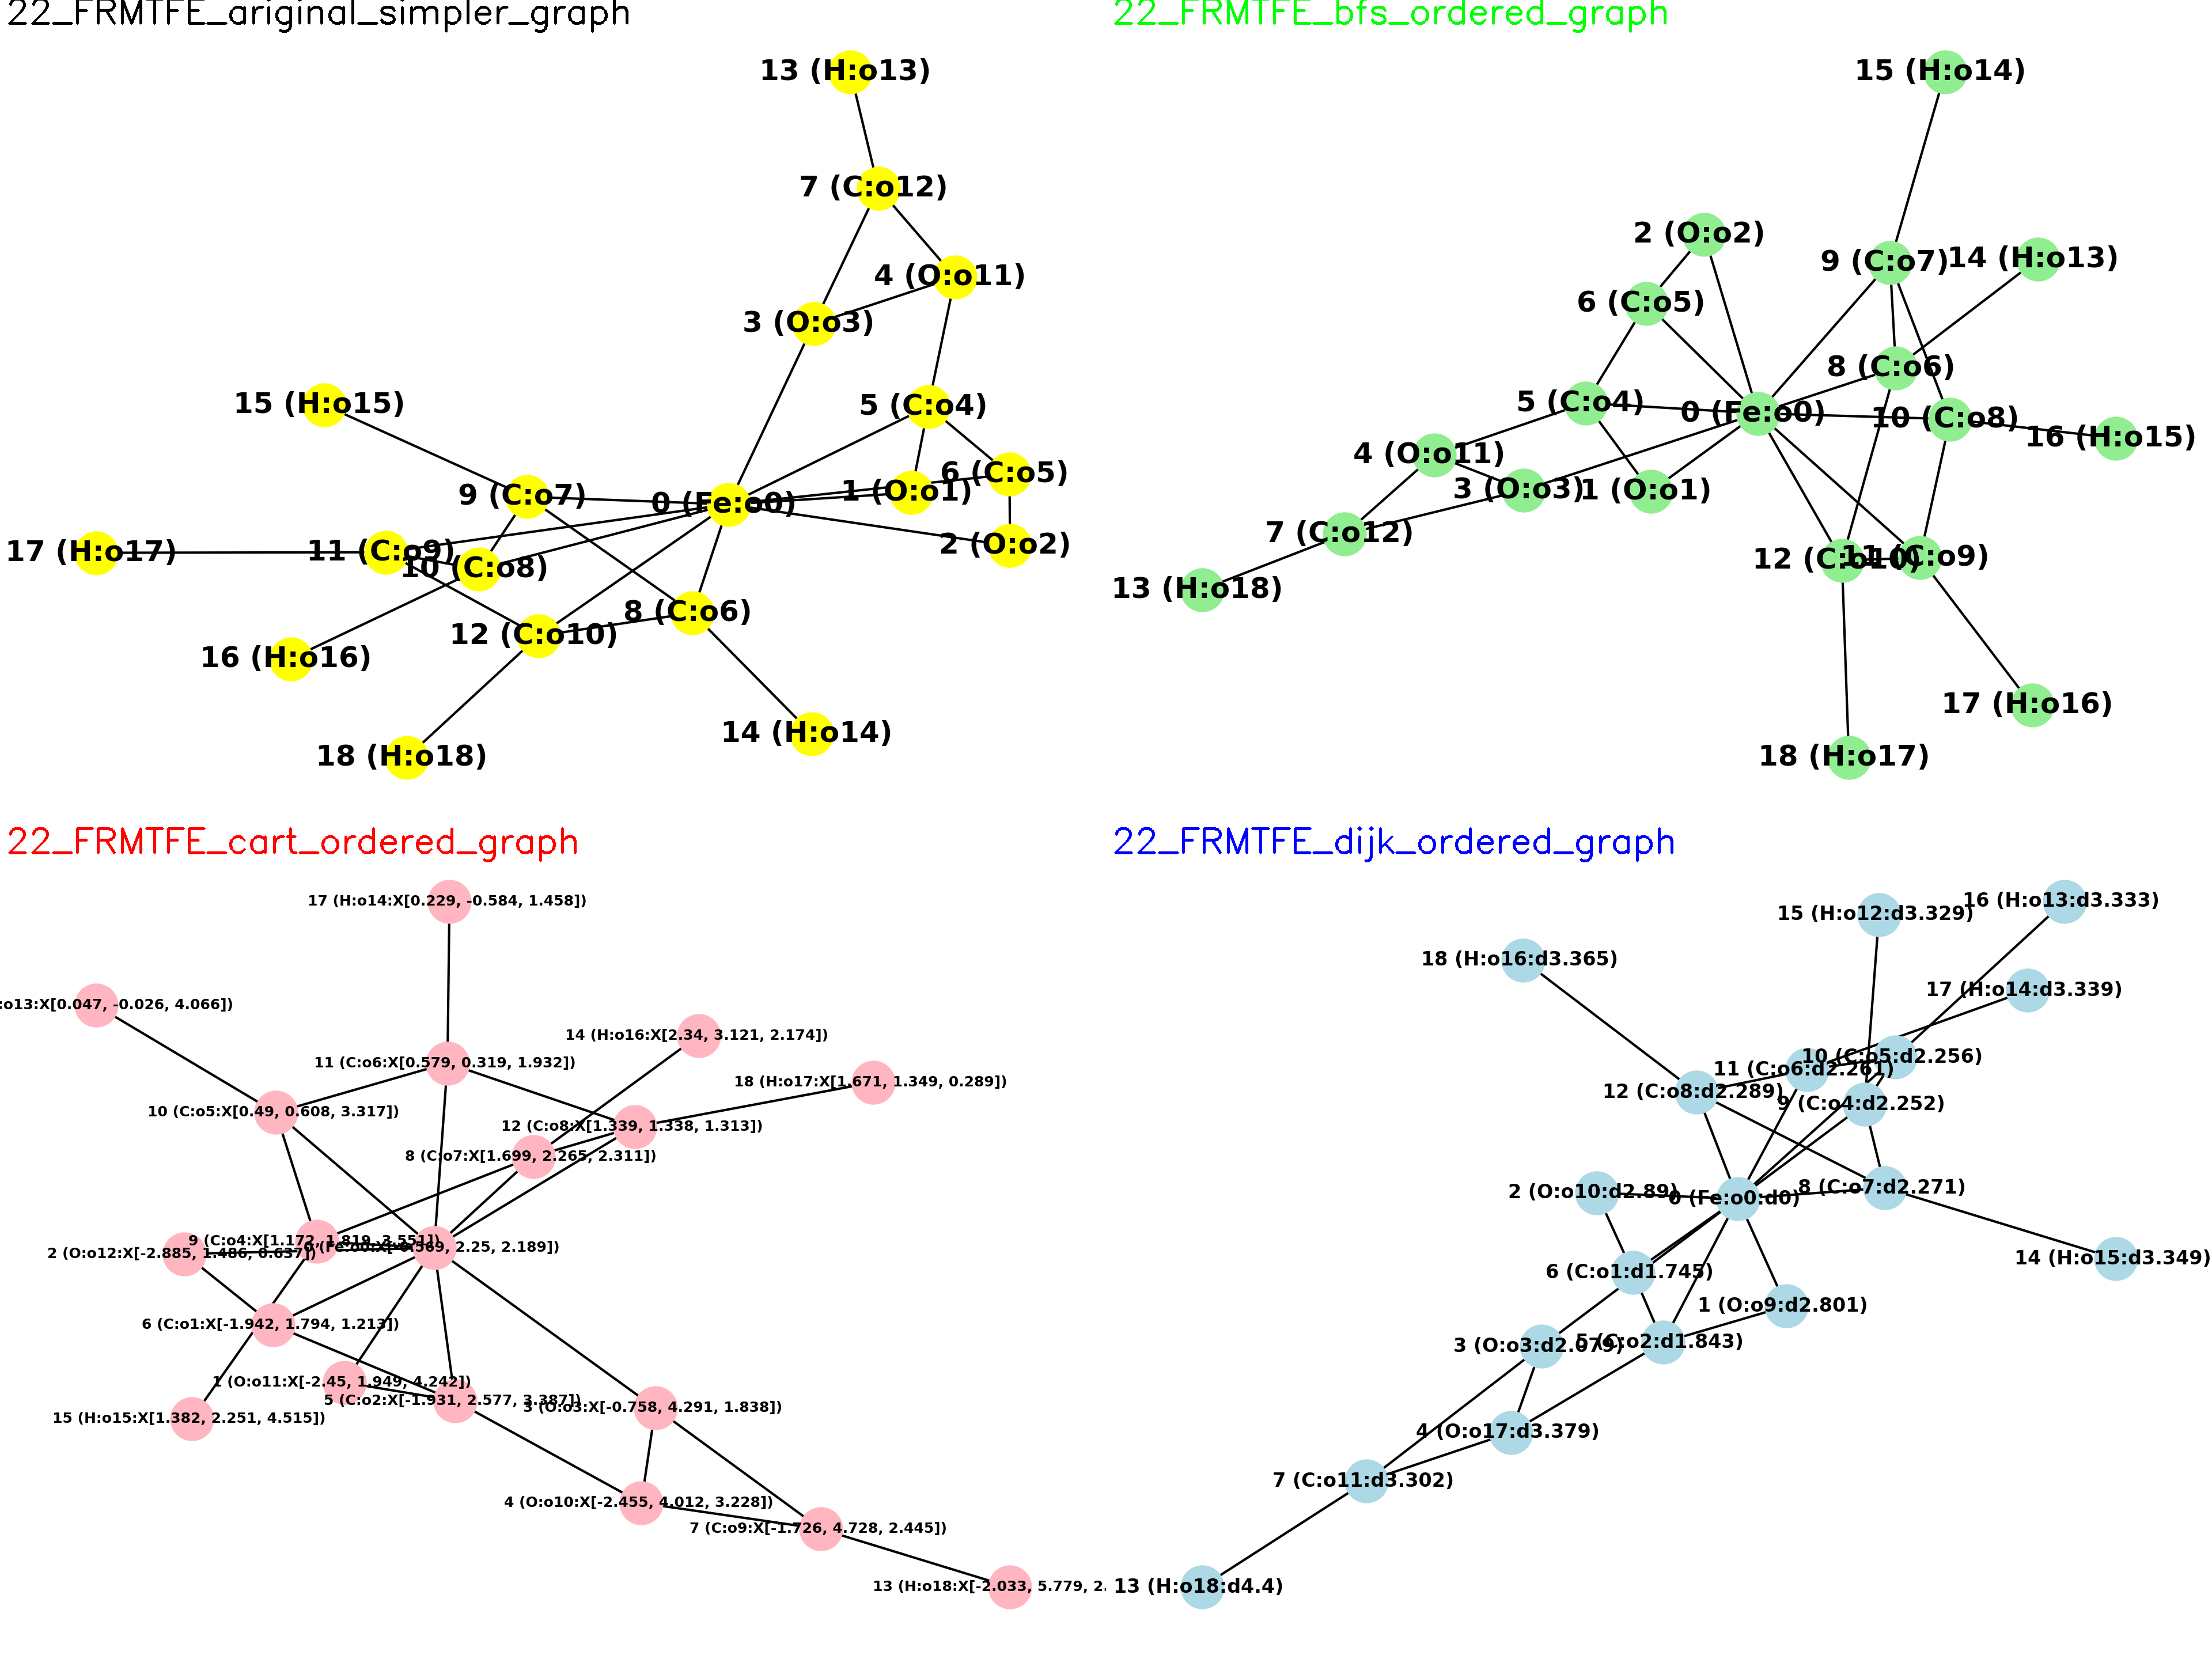 22_FRMTFE_ariginal_simpler_graph
13 (H:o13)
7 (C:o12)
4 (O:o11)
3 (O:o3)
15 (H:o15)
5 (C:o4)
6 (C:o5)
9 (C:o7)
0 (Fe:o0)
1 (O:o1)
17 (H:o17)
11 (C:o9)
10 (C:o8)
2 (O:o2)
8 (C:o6)
12 (C:o10)
16 (H:o16)
14 (H:o14)
18 (H:o18)
22_FRMTFE_bfs_ordered_graph
15 (H:o14)
2 (O:o2)
9 (C:o7)
14 (H:o13)
6 (C:o5)
8 (C:o6)
5 (C:o4)
0 (Fe:o0)
10 (C:o8)
16 (H:o15)
4 (O:o11)
3 (O:o3)
1 (O:o1)
7 (C:o12)
12 (C:o10)
11 (C:o9)
13 (H:o18)
17 (H:o16)
18 (H:o17)
22_FRMTFE_cart_ordered_graph
17 (H:o14:X[0.229, -0.584, 1.458])
:o13:X[0.047, -0.026, 4.066])
14 (H:o16:X[2.34, 3.121, 2.174])
11 (C:o6:X[0.579, 0.319, 1.932])
18 (H:o17:X[1.671, 1.349, 0.289])
10 (C:o5:X[0.49, 0.608, 3.317])
12 (C:o8:X[1.339, 1.338, 1.313])
8 (C:o7:X[1.699, 2.265, 2.311])
9 (C:o4:X[1.172, 1.819, 3.551])
0 (Fe:o0:X[-0.569, 2.25, 2.189])
2 (O:o12:X[-2.885, 1.486, 0.637])
6 (C:o1:X[-1.942, 1.794, 1.213])
1 (O:o11:X[-2.45, 1.949, 4.242])
5 (C:o2:X[-1.931, 2.577, 3.387])
3 (O:o3:X[-0.758, 4.291, 1.838])
15 (H:o15:X[1.382, 2.251, 4.515])
4 (O:o10:X[-2.455, 4.012, 3.228])
7 (C:o9:X[-1.726, 4.728, 2.445])
13 (H:o18:X[-2.033, 5.779, 2.
22_FRMTFE_dijk_ordered_graph
16 (H:o13:d3.333)
15 (H:o12:d3.329)
18 (H:o16:d3.365)
17 (H:o14:d3.339)
10 (C:o5:d2.256)
11 (C:o6:d2.261)
12 (C:o8:d2.289)
9 (C:o4:d2.252)
2 (O:o10:d2.89)
0 (Fe:o0:d0)
8 (C:o7:d2.271)
14 (H:o15:d3.349)
6 (C:o1:d1.745)
1 (O:o9:d2.801)
3 (O:o3:d2.079)
5 (C:o2:d1.843)
4 (O:o17:d3.379)
7 (C:o11:d3.302)
13 (H:o18:d4.4)